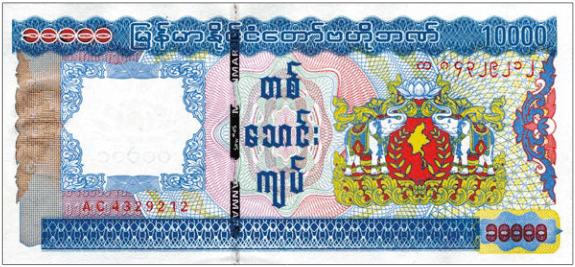 ၁၀၀၀၀ မြန်မာနိုင်ငံတော်ဗဟိုဘဏ် 10000
တစ်
သောင်း
ကျပ်
AC 4329212
၁၀၀၀၀